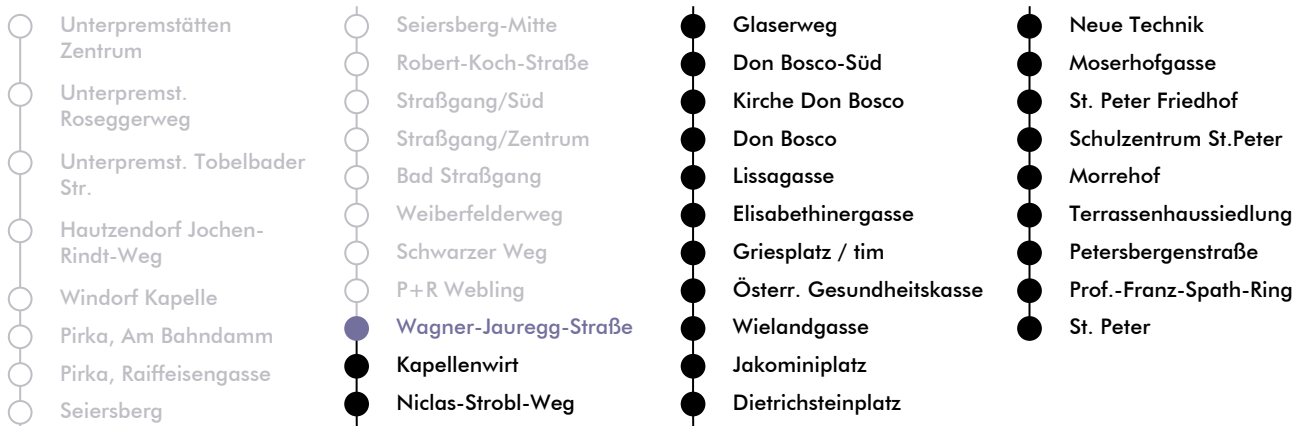 Unterpremstätten
Zentrum
Unterpremst.
Roseggerweg
Unterpremst. Tobelbader
Str.
Hautzendorf Jochen-
Rindt-Weg
Windorf Kapelle
Pirka, Am Bahndamm
Pirka, Raiffeisengasse
Seiersberg
Seiersberg-Mitte
Robert-Koch-Straße
Straßgang/Süd
Straßgang/Zentrum
Bad Straßgang
Weiberfelderweg
Schwarzer Weg
P+R Webling
Wagner-Jauregg-Straße
Kapellenwirt
Niclas-Strobl-Weg
Glaserweg
Don Bosco-Süd
Kirche Don Bosco
Don Bosco
Lissagasse
Elisabethinergasse
Griesplatz / tim
Österr. Gesundheitskasse
Wielandgasse
Jakominiplatz
Dietrichsteinplatz
Neue Technik
Moserhofgasse
St. Peter Friedhof
Schulzentrum St.Peter
Morrehof
Terrassenhaussiedlung
Petersbergenstraße
Prof.-Franz-Spath-Ring
St. Peter